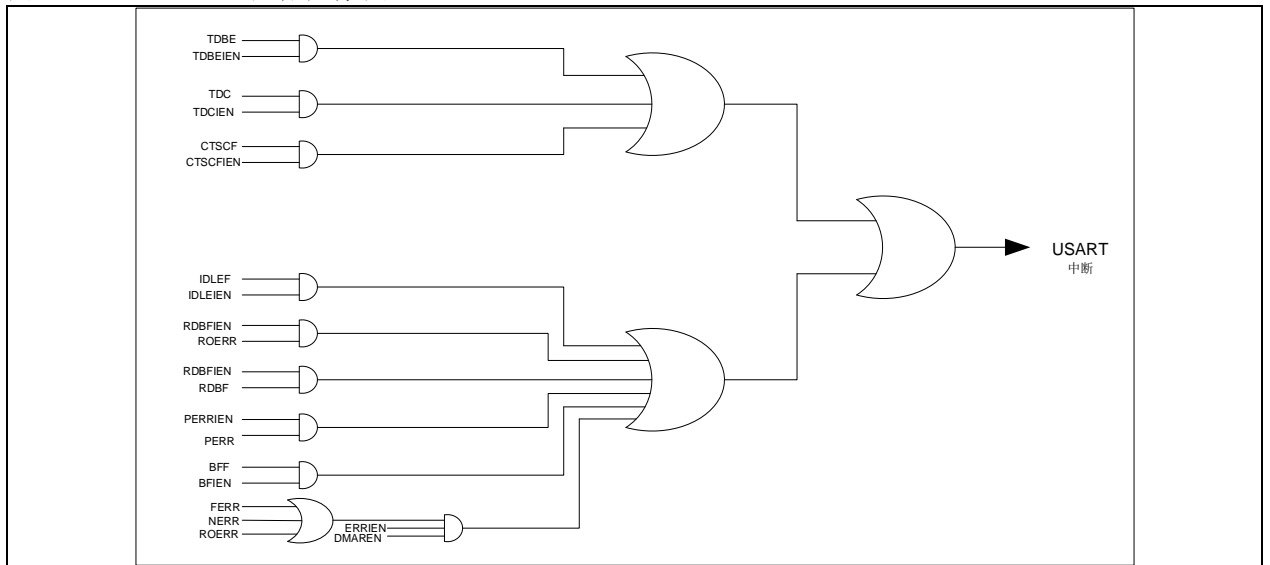 TDBE
TDBEIEN
TDC
TDCIEN
CTSCF
CTSCFIEN
IDLEF
IDLEIEN
RDBFIEN
ROERR
RDBFIEN
RDBF
PERRIEN
PERR
BFF
BFIEN
FERR
NERR
ROERR
ERRIEN
DMAREN
USART
中断